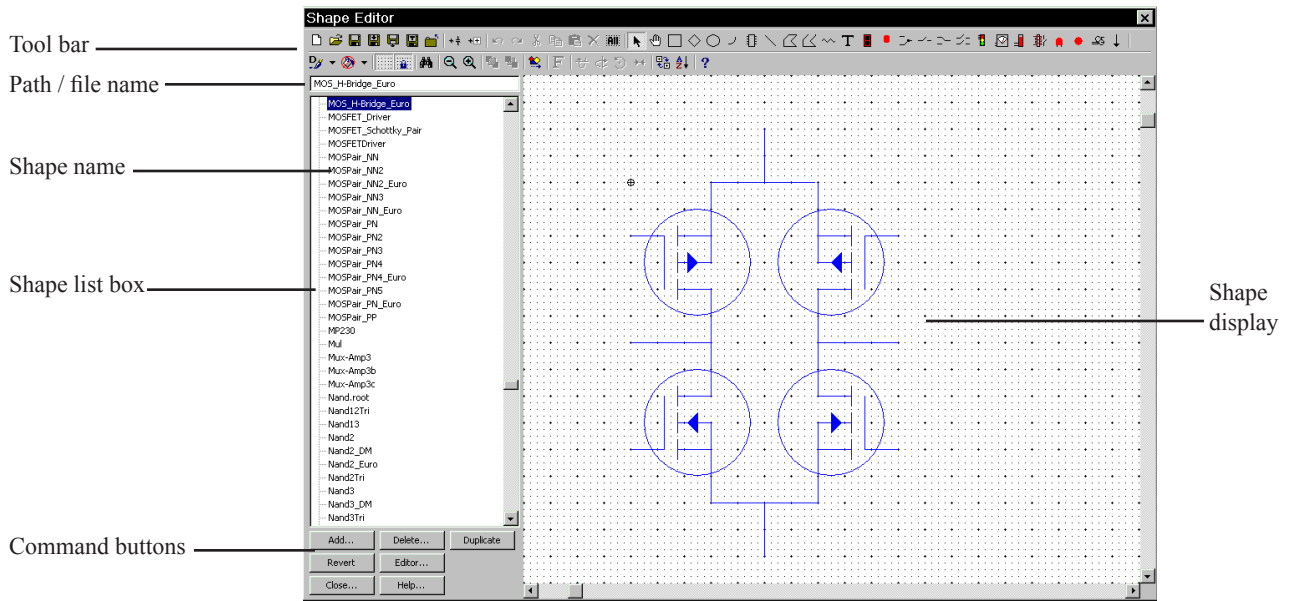 Shape Editor
Tool bar
T
F
?
Path / file name
MOS_H-Bridge_Euro
MOS_H-Bridge_Euro
MOSFET_Driver
MOSFET_Schottky_Pair
MOSFETDriver
MOSPair_NN
Shape name
MOSPair_NN2
MOSPair_NN2_Euro
MOSPair_NN3
MOSPair_NN_Euro
MOSPair_PN
MOSPair_PN2
MOSPair_PN3
MOSPair_PN4
MOSPair_PN4_Euro
Shape list box
MOSPair_PN5
MOSPair_PN_Euro
MOSPair_PP
MP230
Mul
Mux-Amp3
Mux-Amp3b
Mux-Amp3c
Nand.root
Nand12Tri
Nand13
Nand2
Nand2_DM
Nand2_Euro
Nand2Tri
Nand3
Nand3_DM
Nand3Tri
Shape
display
Command buttons
Add... Delete... Duplicate
Revert Editor...
Close... Help...